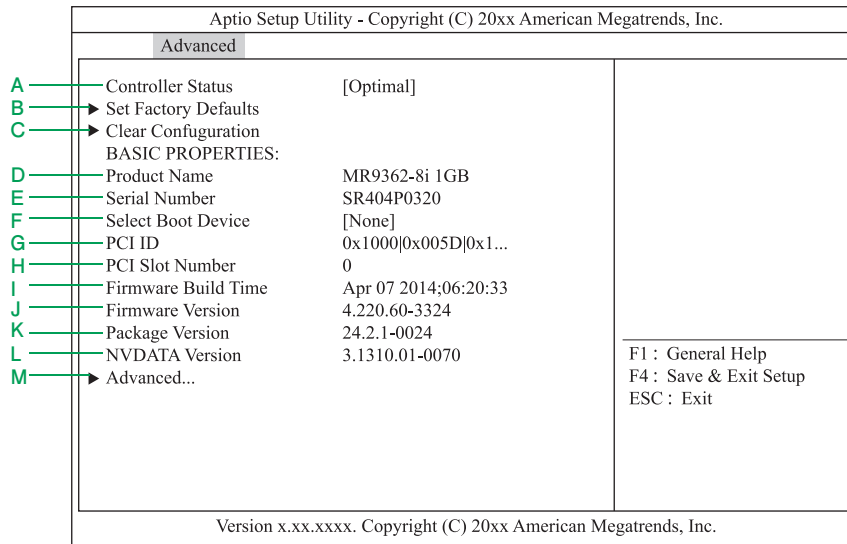 Aptio Setup Utility - Copyright (C) 20xx American Megatrends, Inc.
Advanced
A Controller Status [Optimal]
B ▶ Set Factory Defaults
C ▶ Clear Confuguration
BASIC PROPERTIES:
D Product Name MR9362-8i 1GB
E Serial Number SR404P0320
F Select Boot Device [None]
G PCI ID 0x1000|0x005D|0x1...
H PCI Slot Number 0
I Firmware Build Time Apr 07 2014;06:20:33
J Firmware Version 4.220.60-3324
K Package Version 24.2.1-0024
L NVDATA Version 3.1310.01-0070
M ▶ Advanced...
F1 : General Help
F4 : Save & Exit Setup
ESC : Exit
Version x.xx.xxxx. Copyright (C) 20xx American Megatrends, Inc.